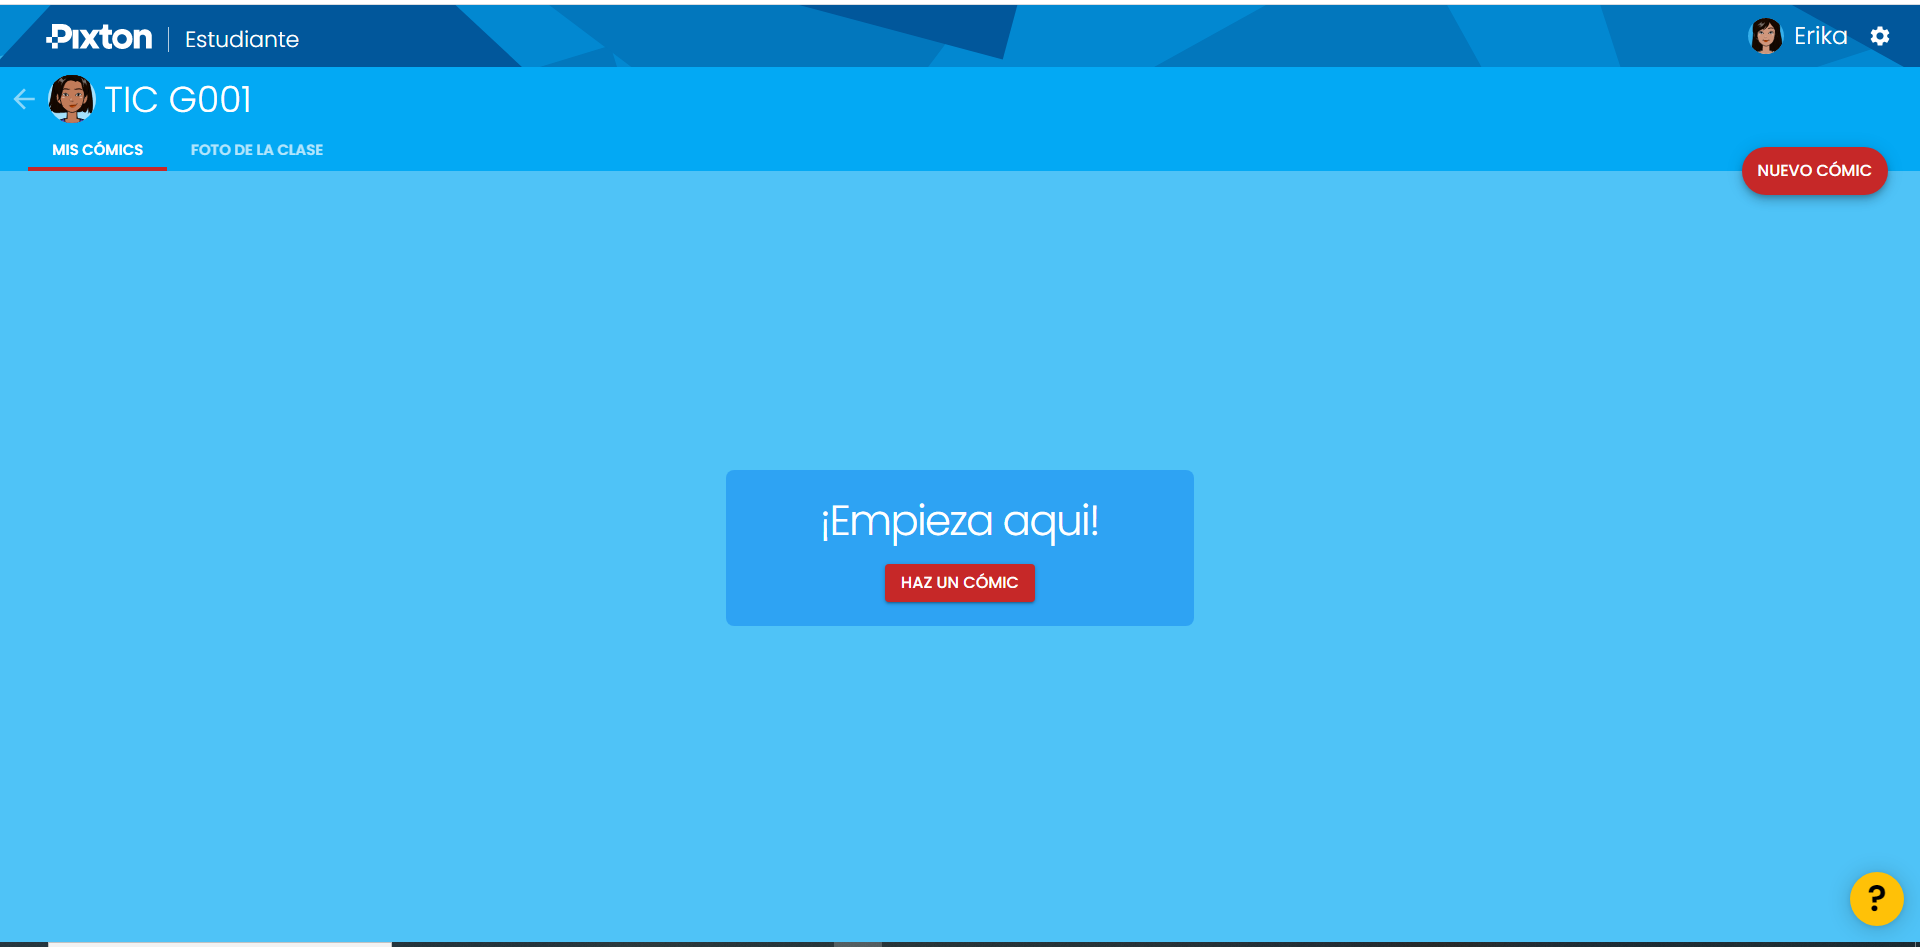 Pixton
Estudiante
Erika
TIC G001
MIS CÓMICS
FOTO DE LA CLASE
NUEVO CÓMIC
¡Empieza aqui!
HAZ UN CÓMIC
?